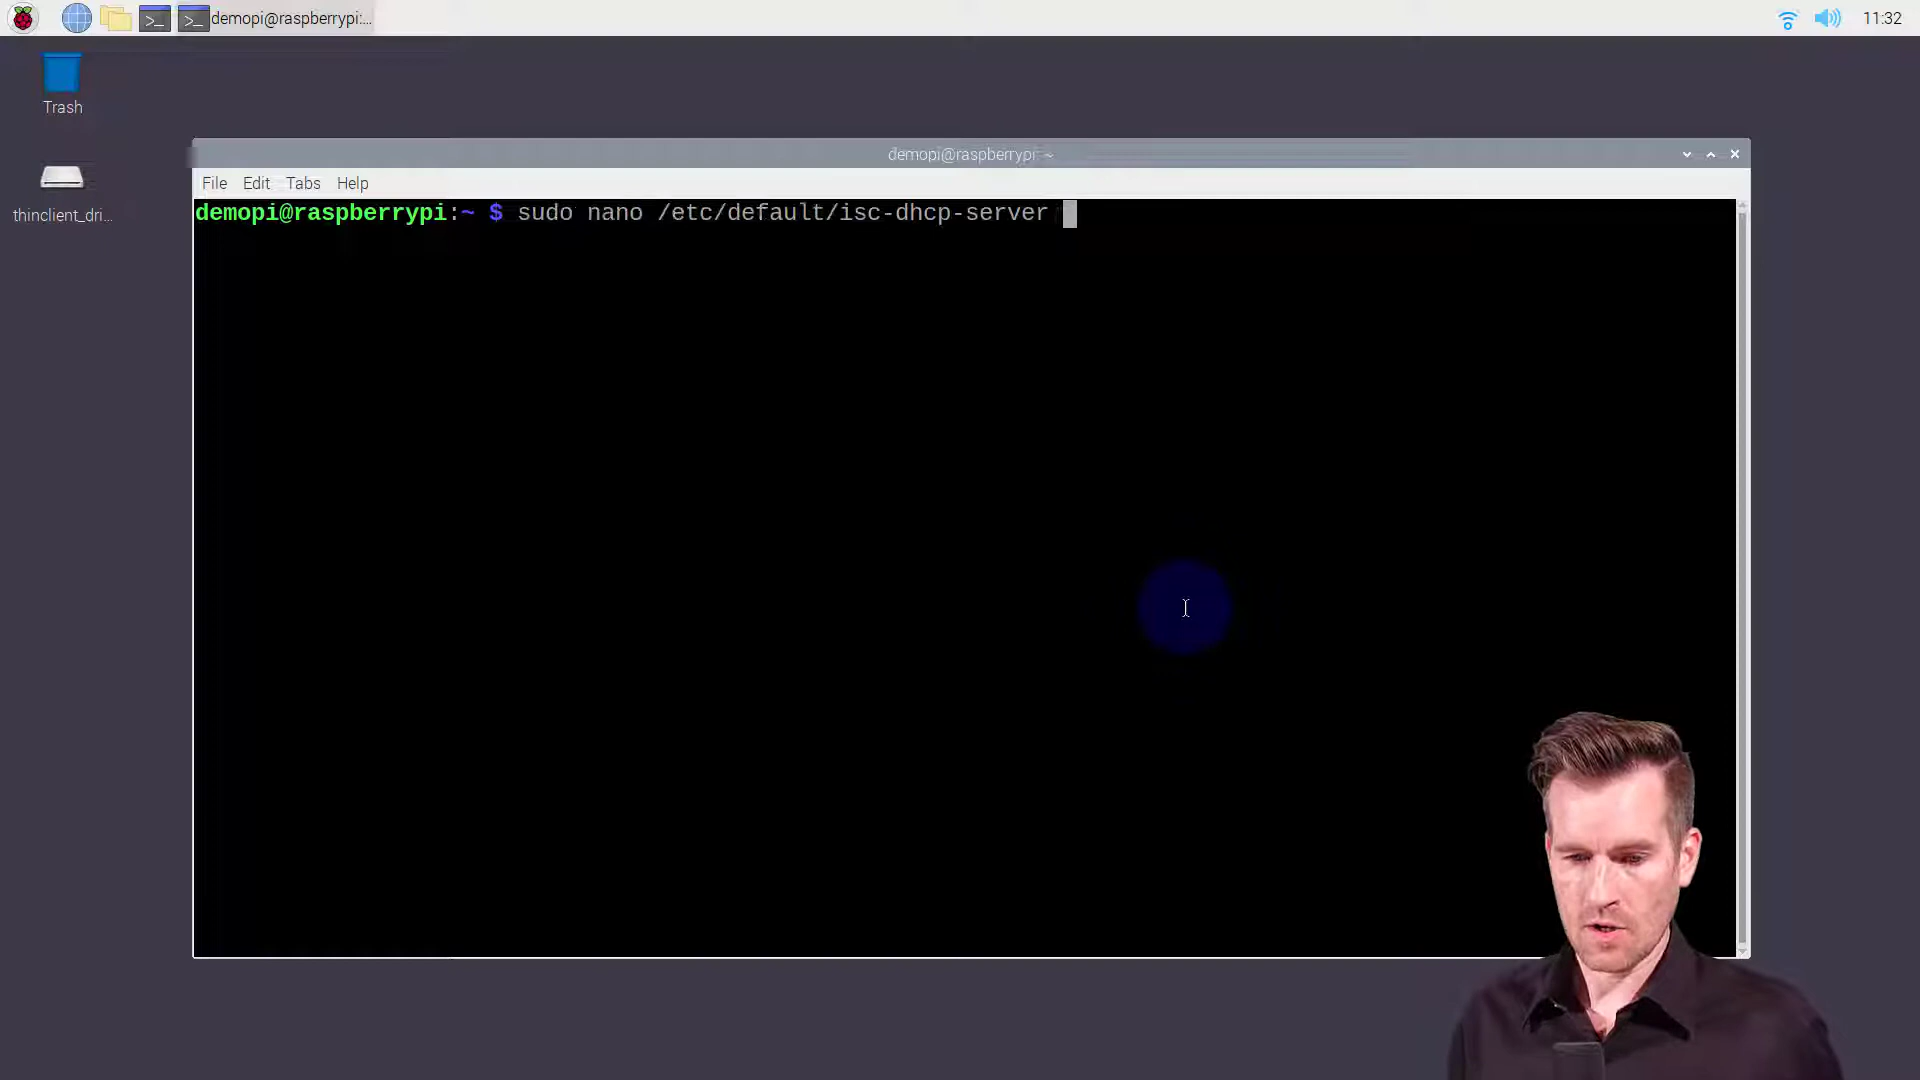 demopi@raspberrypi:...
11:32
Trash
thinclient_dri...
demopi@raspberrypi: ~
File Edit Tabs Help
demopi@raspberrypi:~ $ sudo nano /etc/default/isc-dhcp-server